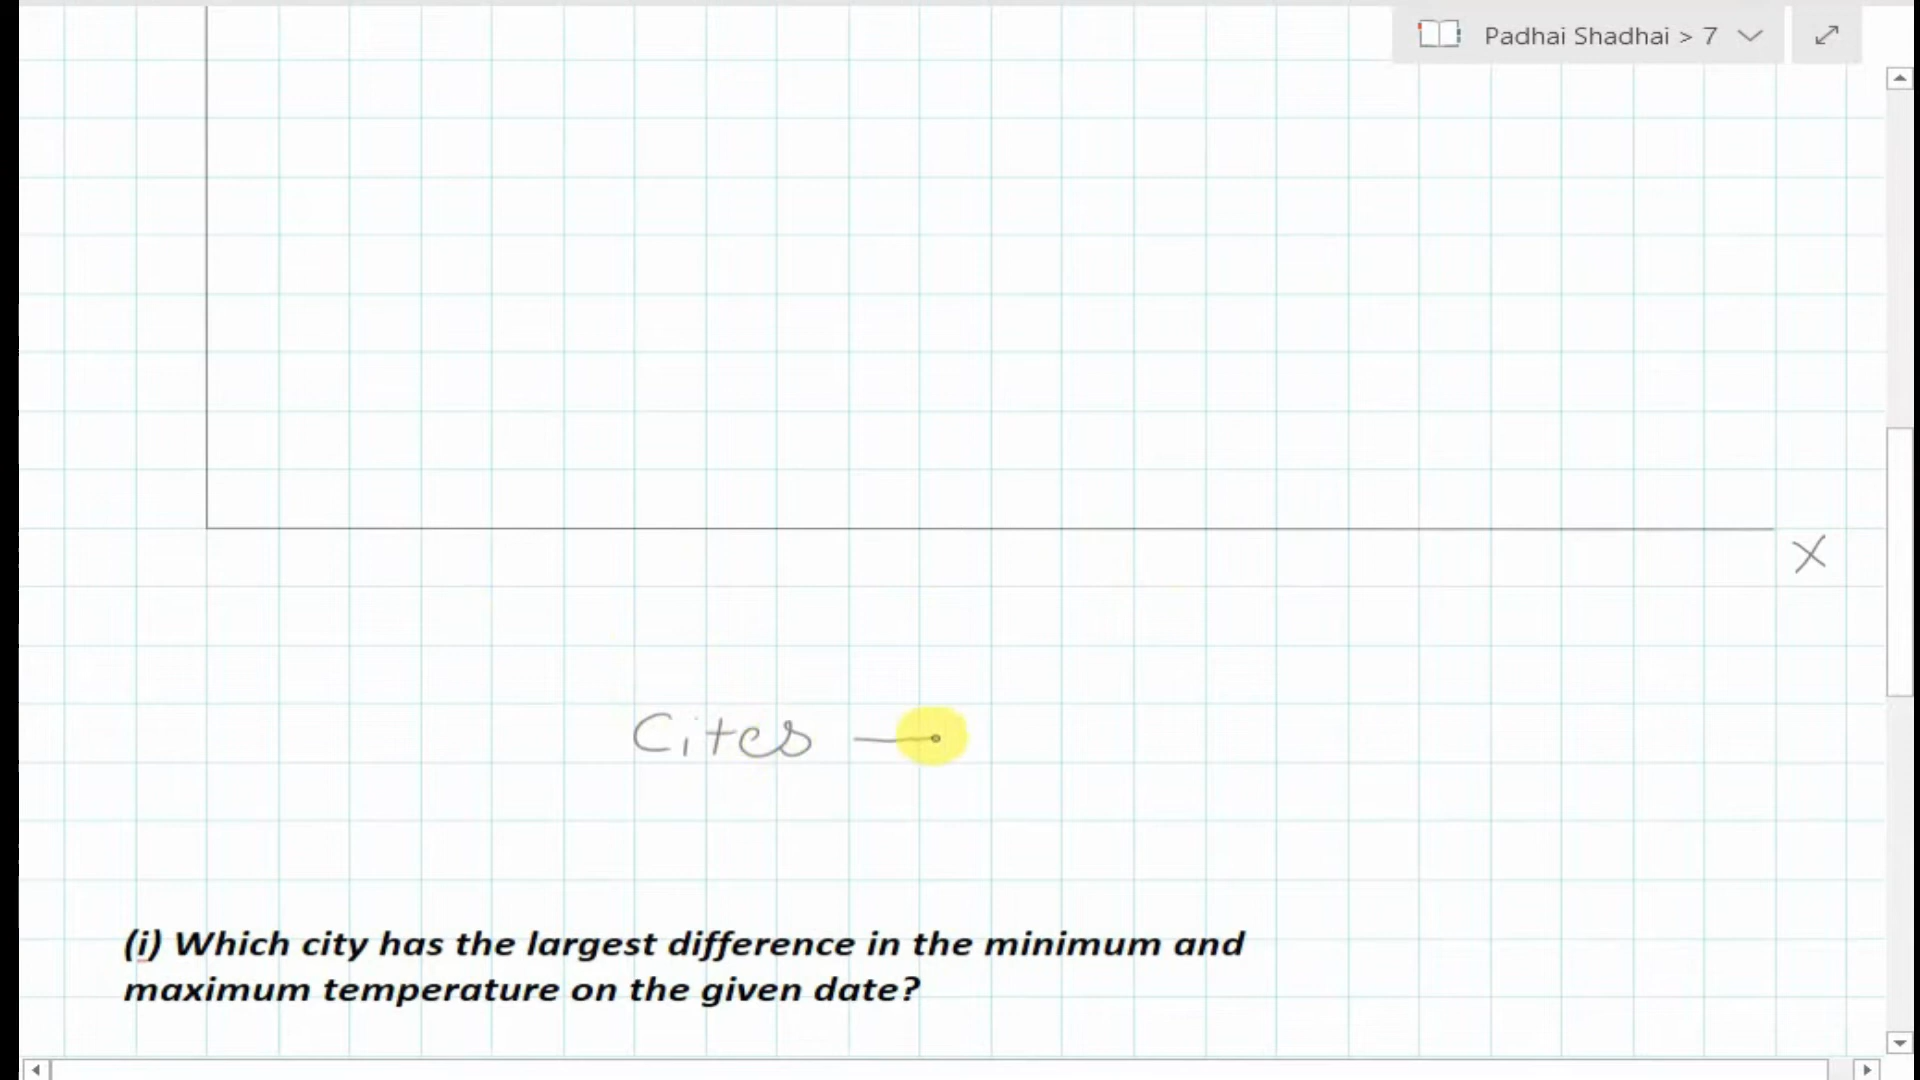 Padhai Shadhai > 7
X
Cites
(i) Which city has the largest difference in the minimum and
maximum temperature on the given date?